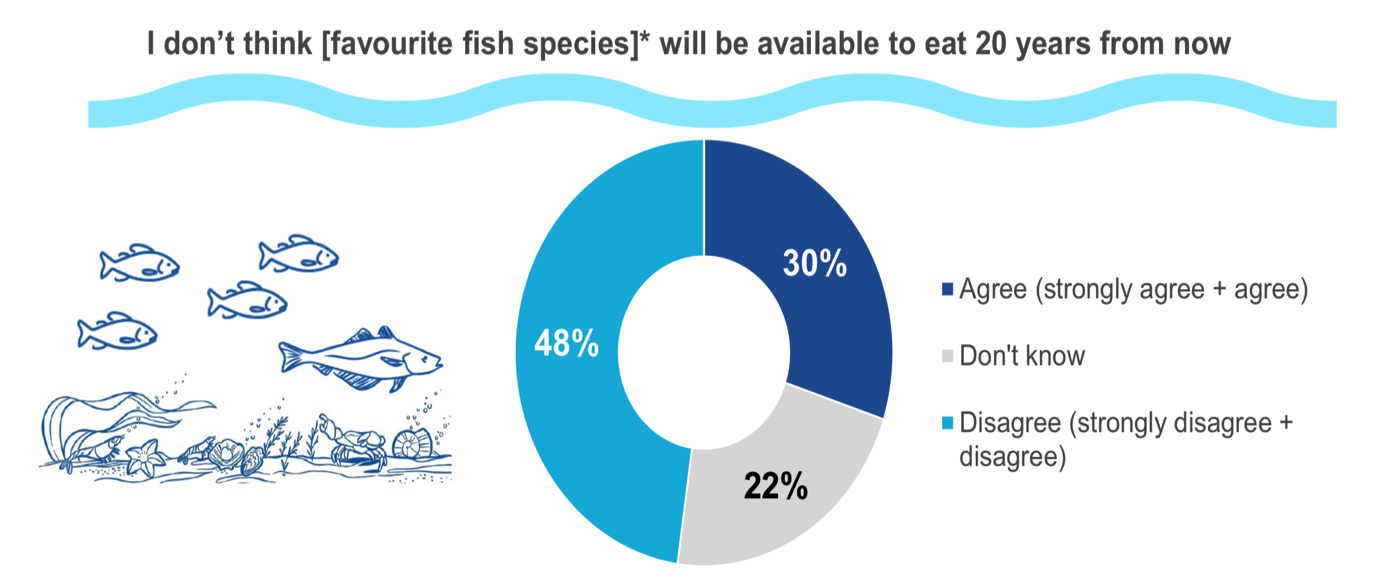 I don’t think [favourite fish species]* will be available to eat 20 years from now
30%
48%
22%
Agree (strongly agree + agree)
Don't know
Disagree (strongly disagree +
disagree)